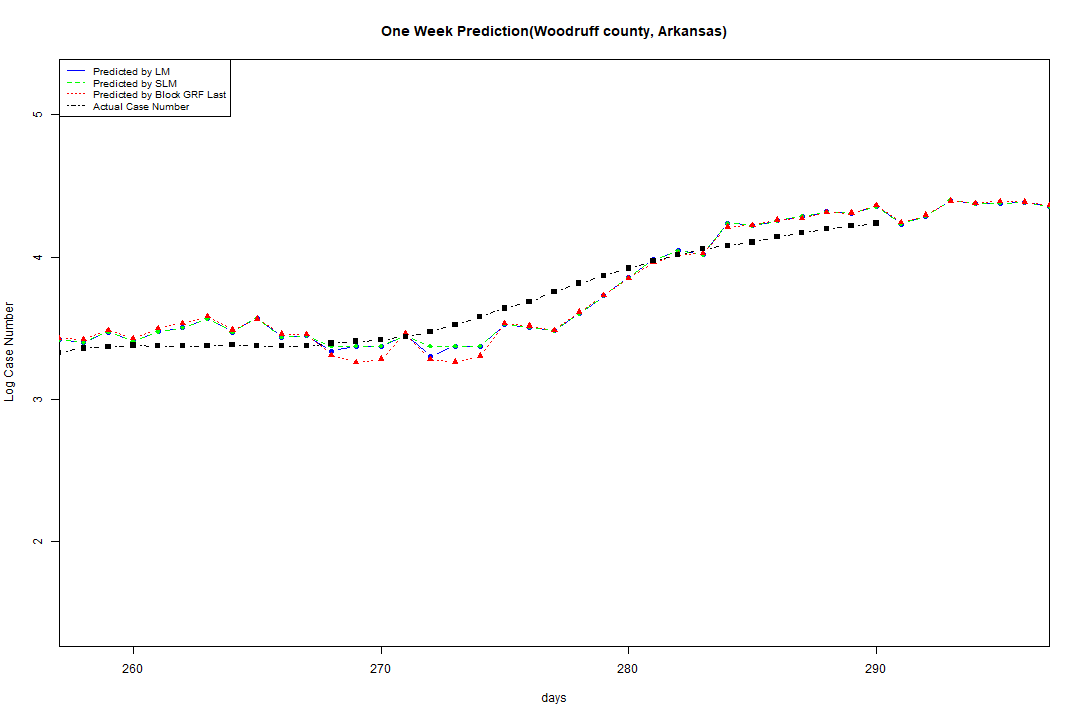 One Week Prediction(Woodruff county, Arkansas)
Predicted by LM
Predicted by SLM
Predicted by Block GRF Last
Actual Case Number
5
4
3
2
Log Case Number
260 270 280 290
days